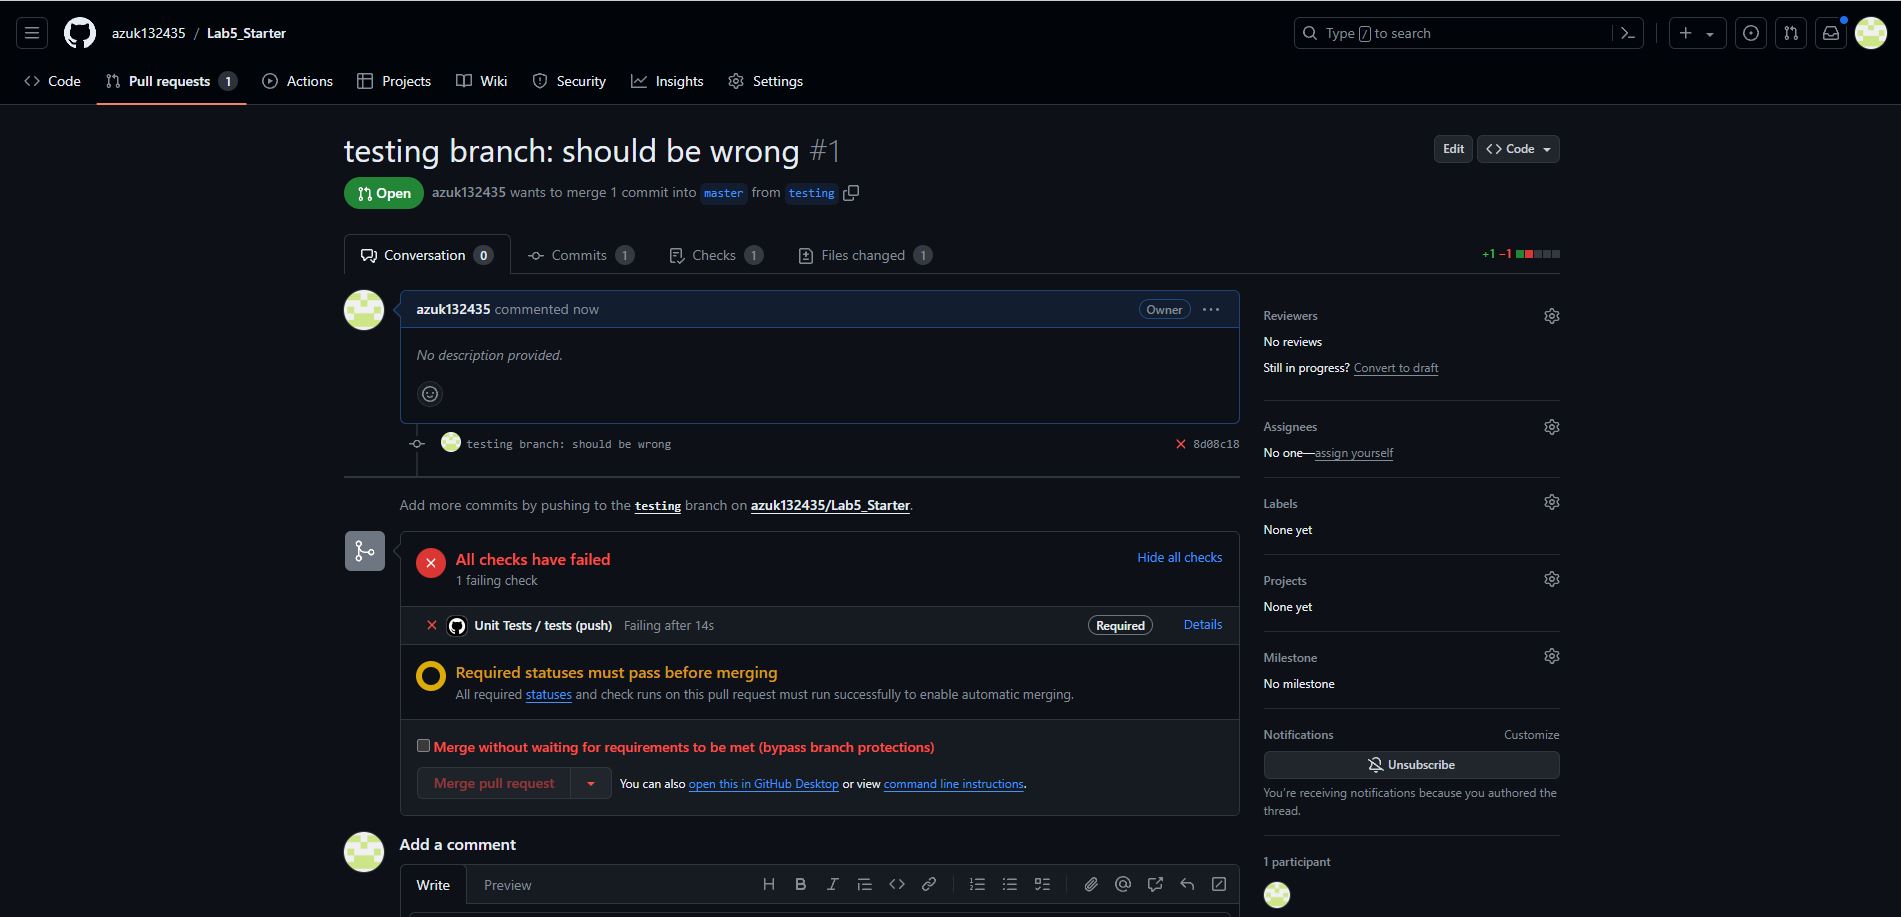 azuk132435 / Lab5_Starter
Type / to search
Code
Pull requests 1
Actions
Projects
Wiki
Security
Insights
Settings
testing branch: should be wrong #1
Edit
Code
Open
azuk132435 wants to merge 1 commit into master from testing
Conversation 0
Commits 1
Checks 1
Files changed 1
+1 −1
azuk132435 commented now
Owner
No description provided.
testing branch: should be wrong
8d08c18
Add more commits by pushing to the testing branch on azuk132435/Lab5_Starter.
All checks have failed
1 failing check
Hide all checks
Unit Tests / tests (push) Failing after 14s
Required
Details
Required statuses must pass before merging
All required statuses and check runs on this pull request must run successfully to enable automatic merging.
Merge without waiting for requirements to be met (bypass branch protections)
Merge pull request
You can also open this in GitHub Desktop or view command line instructions.
Add a comment
Write
Preview
Reviewers
No reviews
Still in progress? Convert to draft
Assignees
No one—assign yourself
Labels
None yet
Projects
None yet
Milestone
No milestone
Notifications
Customize
Unsubscribe
You're receiving notifications because you authored the
thread.
1 participant